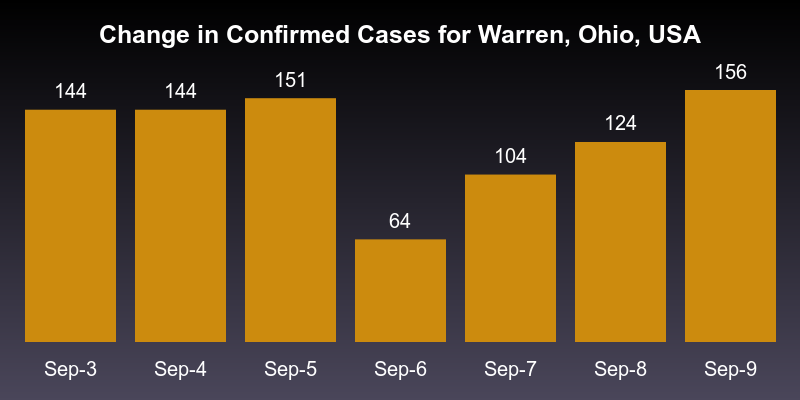 Change in Confirmed Cases for Warren, Ohio, USA
144
144
151
64
104
124
156
Sep-3
Sep-4
Sep-5
Sep-6
Sep-7
Sep-8
Sep-9